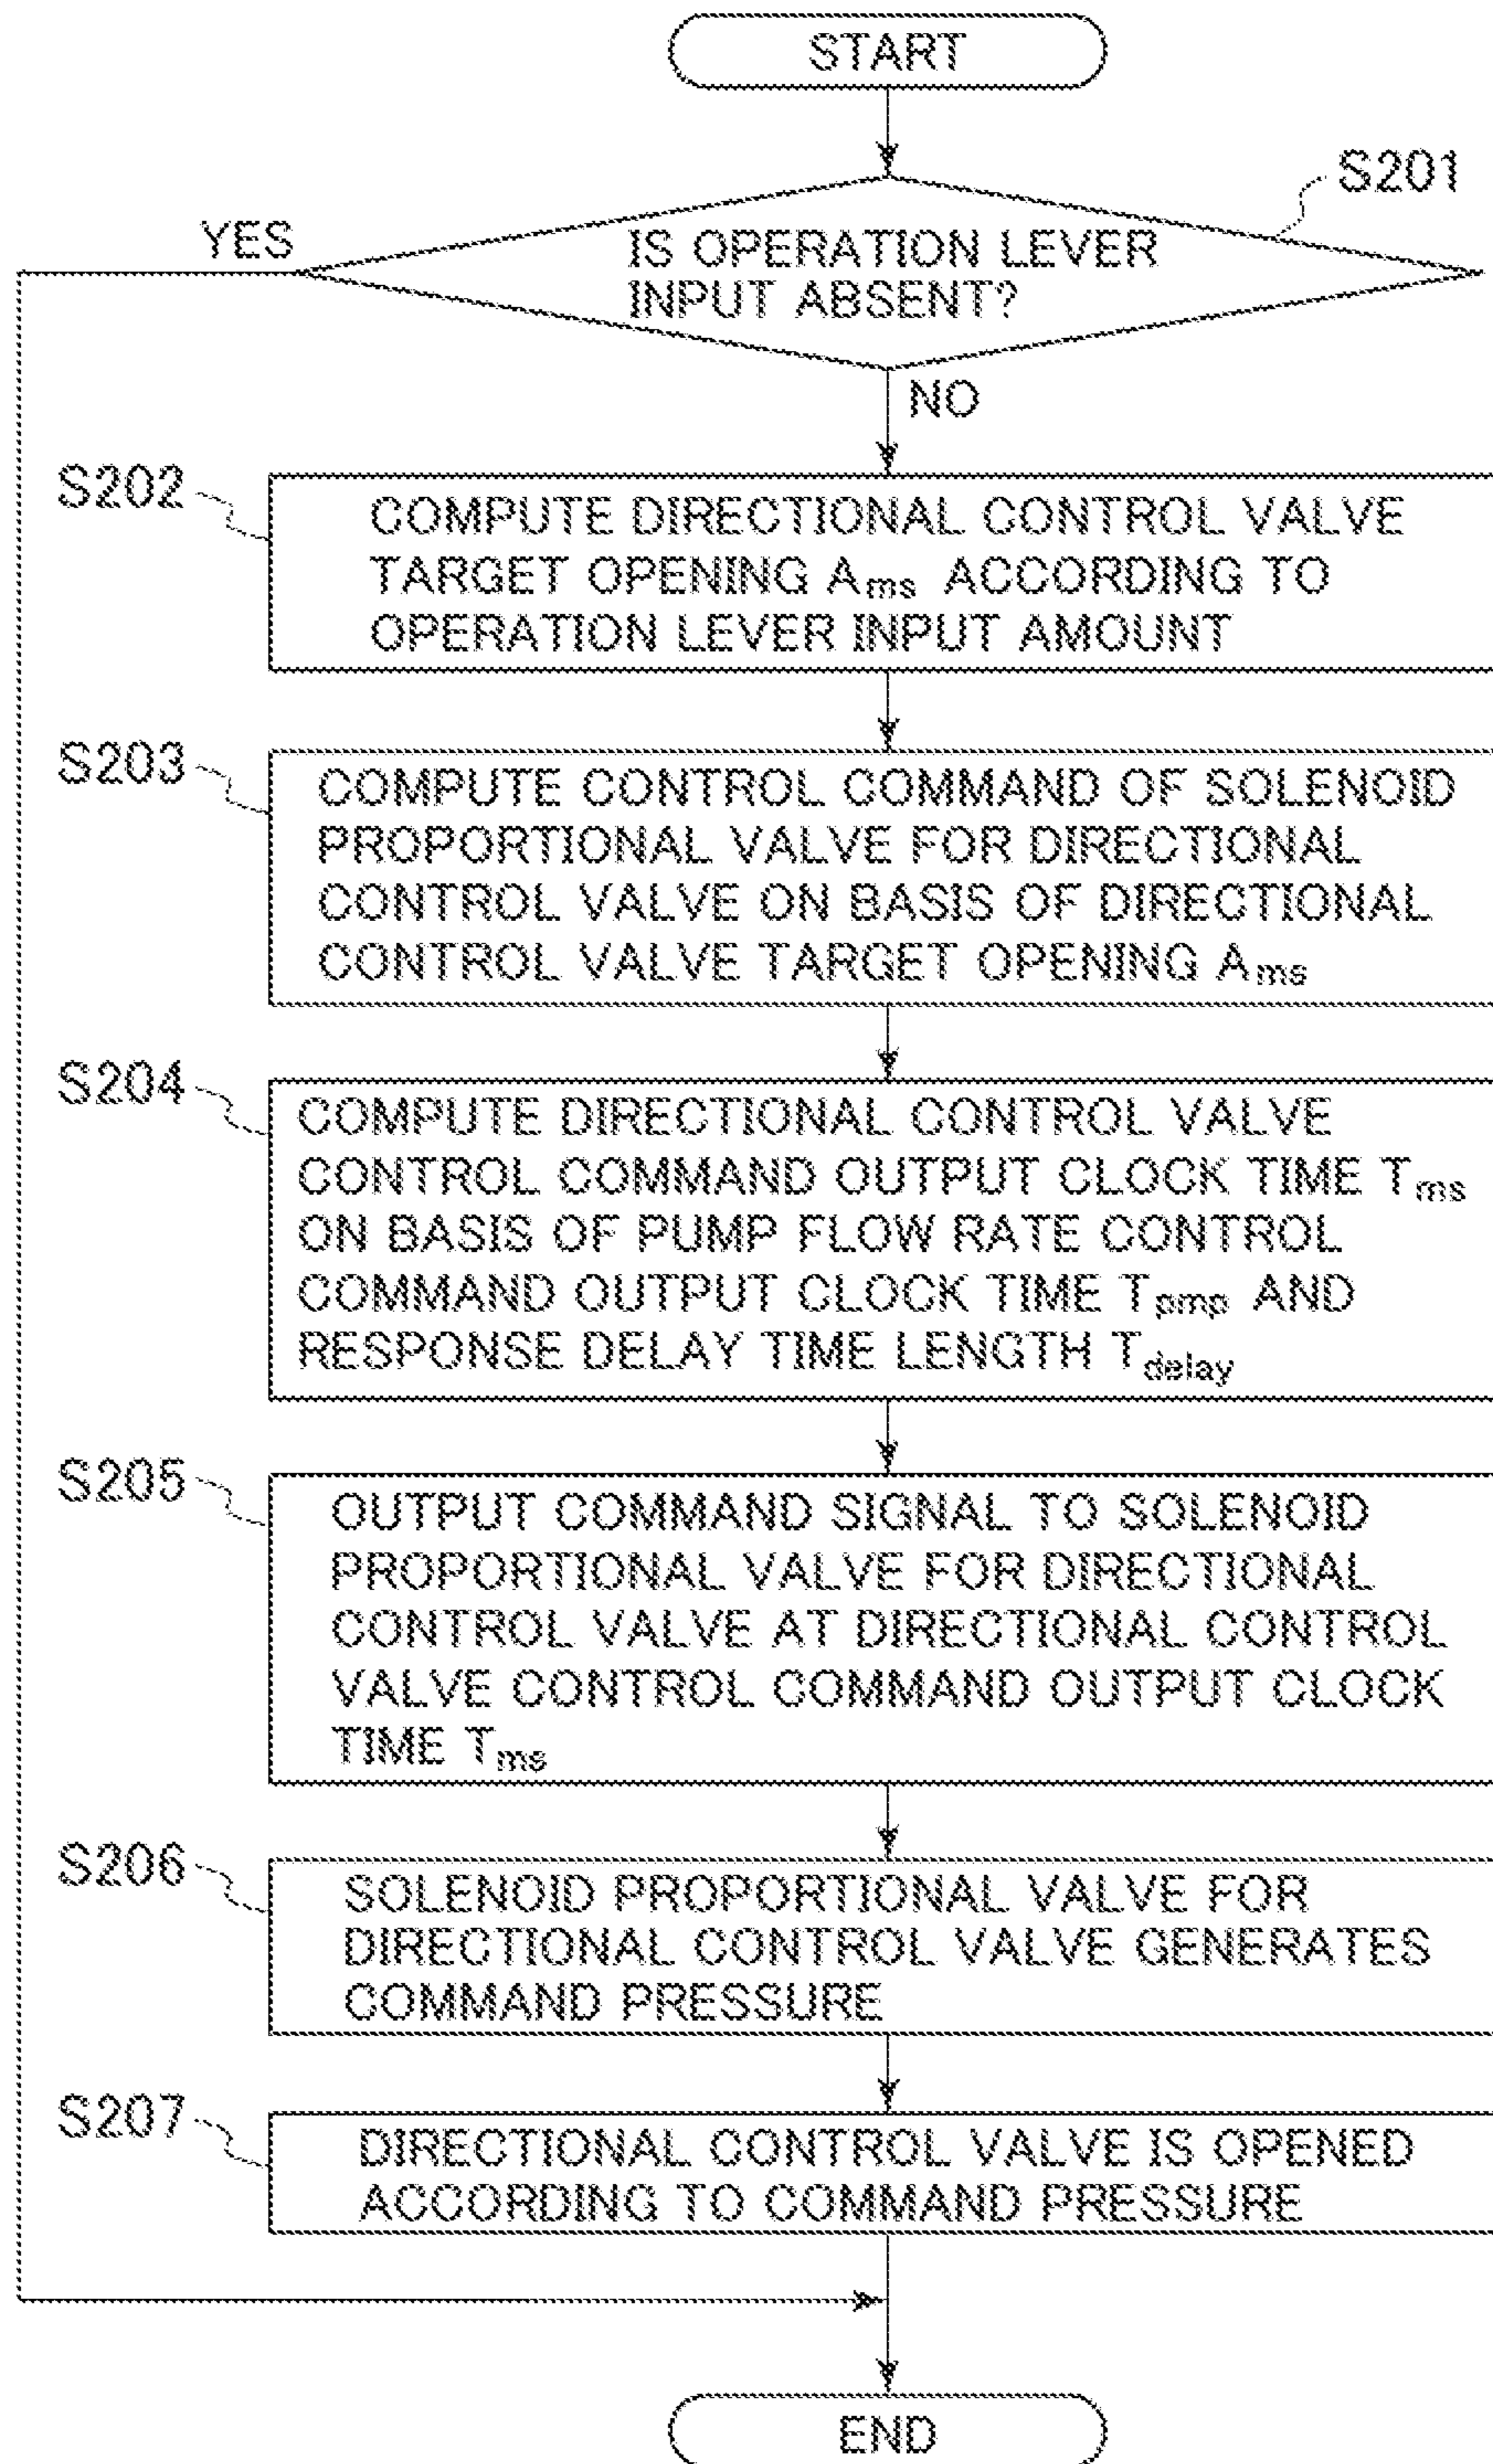 START
S201
YES
IS OPERATION LEVER
INPUT ABSENT?
NO
S202
COMPUTE DIRECTIONAL CONTROL VALVE
TARGET OPENING Ams ACCORDING TO
OPERATION LEVER INPUT AMOUNT
S203
COMPUTE CONTROL COMMAND OF SOLENOID
PROPORTIONAL VALVE FOR DIRECTIONAL
CONTROL VALVE ON BASIS OF DIRECTIONAL
CONTROL VALVE TARGET OPENING Ams
S204
COMPUTE DIRECTIONAL CONTROL VALVE
CONTROL COMMAND OUTPUT CLOCK TIME Tms
ON BASIS OF PUMP FLOW RATE CONTROL
COMMAND OUTPUT CLOCK TIME Tpmp AND
RESPONSE DELAY TIME LENGTH Tdelay
S205
OUTPUT COMMAND SIGNAL TO SOLENOID
PROPORTIONAL VALVE FOR DIRECTIONAL
CONTROL VALVE AT DIRECTIONAL CONTROL
VALVE CONTROL COMMAND OUTPUT CLOCK
TIME Tms
S206
SOLENOID PROPORTIONAL VALVE FOR
DIRECTIONAL CONTROL VALVE GENERATES
COMMAND PRESSURE
S207
DIRECTIONAL CONTROL VALVE IS OPENED
ACCORDING TO COMMAND PRESSURE
END